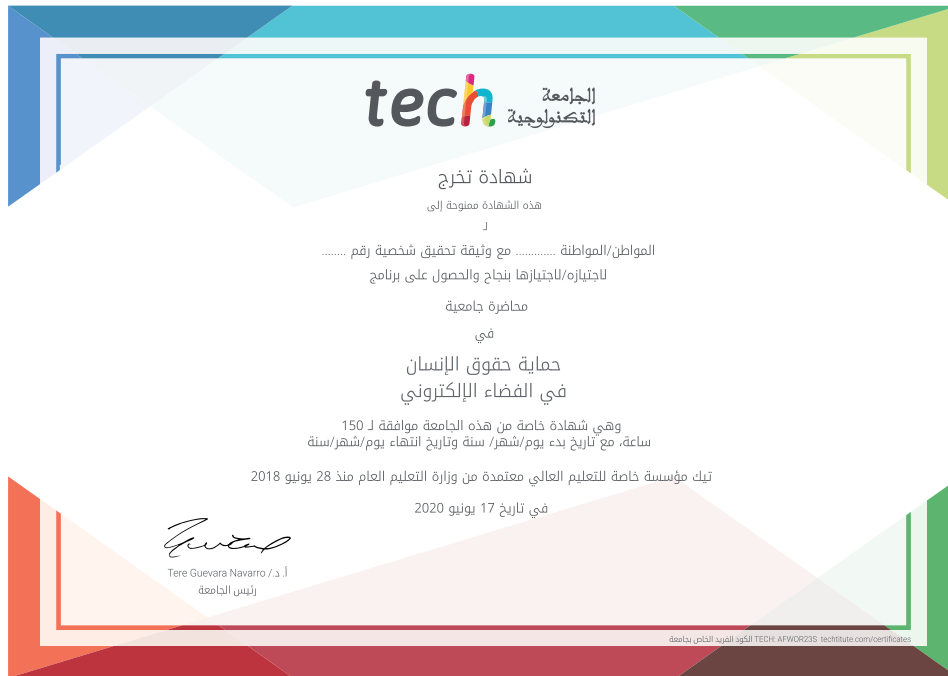 tech الجامعة
التكنولوجية
شهادة تخرج
هذه الشهادة ممنوحة إلى
لـ
المواطن/المواطنة ............. مع وثيقة تحقيق شخصية رقم ........
لاجتيازه/لاجتيازها بنجاح والحصول على برنامج
محاضرة جامعية
في
حماية حقوق الإنسان
في الفضاء الإلكتروني
وهي شهادة خاصة من هذه الجامعة موافقة لـ 150
ساعة، مع تاريخ بدء يوم/شهر/ سنة وتاريخ انتهاء يوم/شهر/سنة
تيك مؤسسة خاصة للتعليم العالي معتمدة من وزارة التعليم العام منذ 28 يونيو 2018
في تاريخ 17 يونيو 2020
أ. د./ Tere Guevara Navarro
رئيس الجامعة
الكود الفريد الخاص بجامعة TECH: AFWOR23S techtitute.com/certificates